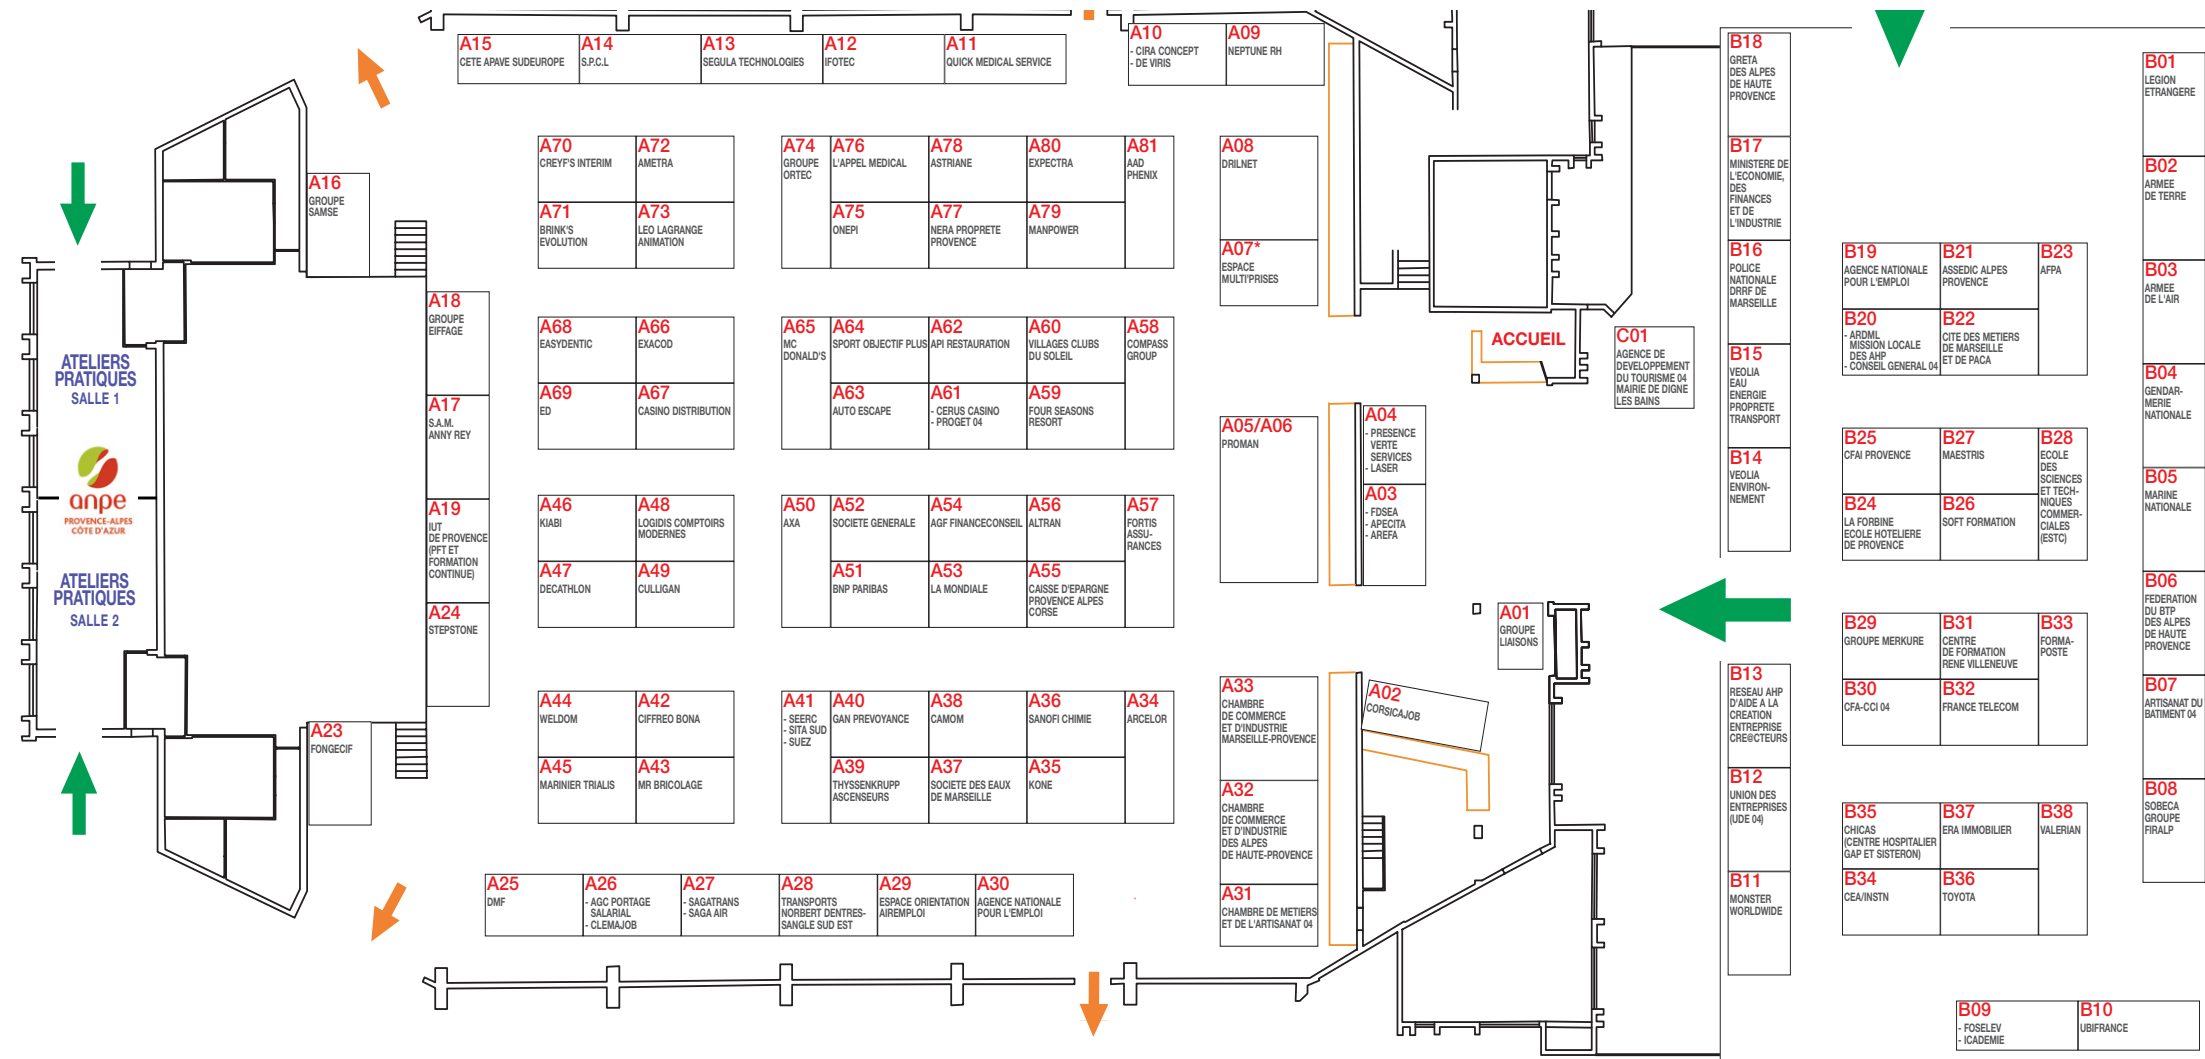 A15
CETE APAVE SUDEUROPE
A14
S.P.C.L
A13
SEGULA TECHNOLOGIES
A12
IFOTEC
A11
QUICK MEDICAL SERVICE
A10
- CIRA CONCEPT
- DE VIRIS
A09
NEPTUNE RH
A16
GROUPE
SAMSE
A70
CREYF'S INTERIM
A72
AMETRA
A71
BRINK'S
EVOLUTION
A73
LEO LAGRANGE
ANIMATION
A74
GROUPE
ORTEC
A76
L'APPEL MEDICAL
A78
ASTRIANE
A80
EXPECTRA
A81
AAD
PHENIX
A75
ONEPI
A77
NERA PROPRETE
PROVENCE
A79
MANPOWER
A08
DRILNET
A07*
ESPACE
MULTI'PRISES
A18
GROUPE
EIFFAGE
A17
S.A.M.
ANNY REY
A19
IUT
DE PROVENCE
(PFT ET
FORMATION
CONTINUE)
A24
STEPSTONE
A23
FONGECIF
ATELIERS
PRATIQUES
SALLE 1
anpe
PROVENCE-ALPES
CÔTE D'AZUR
ATELIERS
PRATIQUES
SALLE 2
A68
EASYDENTIC
A66
EXACOD
A69
ED
A67
CASINO DISTRIBUTION
A65
MC
DONALD'S
A64
SPORT OBJECTIF PLUS
A62
API RESTAURATION
A60
VILLAGES CLUBS
DU SOLEIL
A58
COMPASS
GROUP
A63
AUTO ESCAPE
A61
- CERUS CASINO
- PROGET 04
A59
FOUR SEASONS
RESORT
A05/A06
PROMAN
A04
- PRESENCE
VERTE
SERVICES
- LASER
A03
- FDSEA
- APECITA
- AREFA
ACCUEIL
C01
AGENCE DE
DEVELOPPEMENT
DU TOURISME 04
MAIRIE DE DIGNE
LES BAINS
A46
KIABI
A48
LOGIDIS COMPTOIRS
MODERNES
A47
DECATHLON
A49
CULLIGAN
A50
AXA
A52
SOCIETE GENERALE
A54
AGF FINANCECONSEIL
A56
ALTRAN
A57
FORTIS
ASSU-
RANCES
A51
BNP PARIBAS
A53
LA MONDIALE
A55
CAISSE D'EPARGNE
PROVENCE ALPES
CORSE
A01
GROUPE
LIAISONS
A02
CORSICAJOB
A44
WELDOM
A42
CIFFREO BONA
A45
MARINIER TRIALIS
A43
MR BRICOLAGE
A41
- SEERC
- SITA SUD
- SUEZ
A40
GAN PREVOYANCE
A38
CAMOM
A36
SANOFI CHIMIE
A34
ARCELOR
A39
THYSSENKRUPP
ASCENSEURS
A37
SOCIETE DES EAUX
DE MARSEILLE
A35
KONE
A33
CHAMBRE
DE COMMERCE
ET D'INDUSTRIE
MARSEILLE-PROVENCE
A32
CHAMBRE
DE COMMERCE
ET D'INDUSTRIE
DES ALPES
DE HAUTE-PROVENCE
A31
CHAMBRE DE METIERS
ET DE L'ARTISANAT 04
A25
DMF
A26
- AGC PORTAGE
SALARIAL
- CLEMAJOB
A27
- SAGATRANS
- SAGA AIR
A28
TRANSPORTS
NORBERT DENTRES-
SANGLE SUD EST
A29
ESPACE ORIENTATION
AIREMPLOI
A30
AGENCE NATIONALE
POUR L'EMPLOI
B18
GRETA
DES ALPES
DE HAUTE
PROVENCE
B17
MINISTERE DE
L'ECONOMIE,
DES
FINANCES
ET DE
L'INDUSTRIE
B16
POLICE
NATIONALE
DRRF DE
MARSEILLE
B15
VEOLIA
EAU
ENERGIE
PROPRETE
TRANSPORT
B14
VEOLIA
ENVIRON-
NEMENT
B13
RESEAU AHP
D'AIDE A LA
CREATION
ENTREPRISE
CRE@CTEURS
B12
UNION DES
ENTREPRISES
(UDE 04)
B11
MONSTER
WORLDWIDE
B19
AGENCE NATIONALE
POUR L'EMPLOI
B21
ASSEDIC ALPES
PROVENCE
B23
AFPA
B20
- ARDML
MISSION LOCALE
DES AHP
- CONSEIL GENERAL 04
B22
CITE DES METIERS
DE MARSEILLE
ET DE PACA
B25
CFAI PROVENCE
B27
MAESTRIS
B28
ECOLE
DES
SCIENCES
ET TECH-
NIQUES
COMMER-
CIALES
(ESTC)
B24
LA FORBINE
ECOLE HOTELIERE
DE PROVENCE
B26
SOFT FORMATION
B29
GROUPE MERKURE
B31
CENTRE
DE FORMATION
RENE VILLENEUVE
B33
FORMA-
POSTE
B30
CFA-CCI 04
B32
FRANCE TELECOM
B35
CHICAS
(CENTRE HOSPITALIER
GAP ET SISTERON)
B37
ERA IMMOBILIER
B38
VALERIAN
B34
CEA/INSTN
B36
TOYOTA
B01
LEGION
ETRANGERE
B02
ARMEE
DE TERRE
B03
ARMEE
DE L'AIR
B04
GENDAR-
MERIE
NATIONALE
B05
MARINE
NATIONALE
B06
FEDERATION
DU BTP
DES ALPES
DE HAUTE
PROVENCE
B07
ARTISANAT DU
BATIMENT 04
B08
SOBECA
GROUPE
FIRALP
B09
- FOSELEV
- ICADEMIE
B10
UBIFRANCE